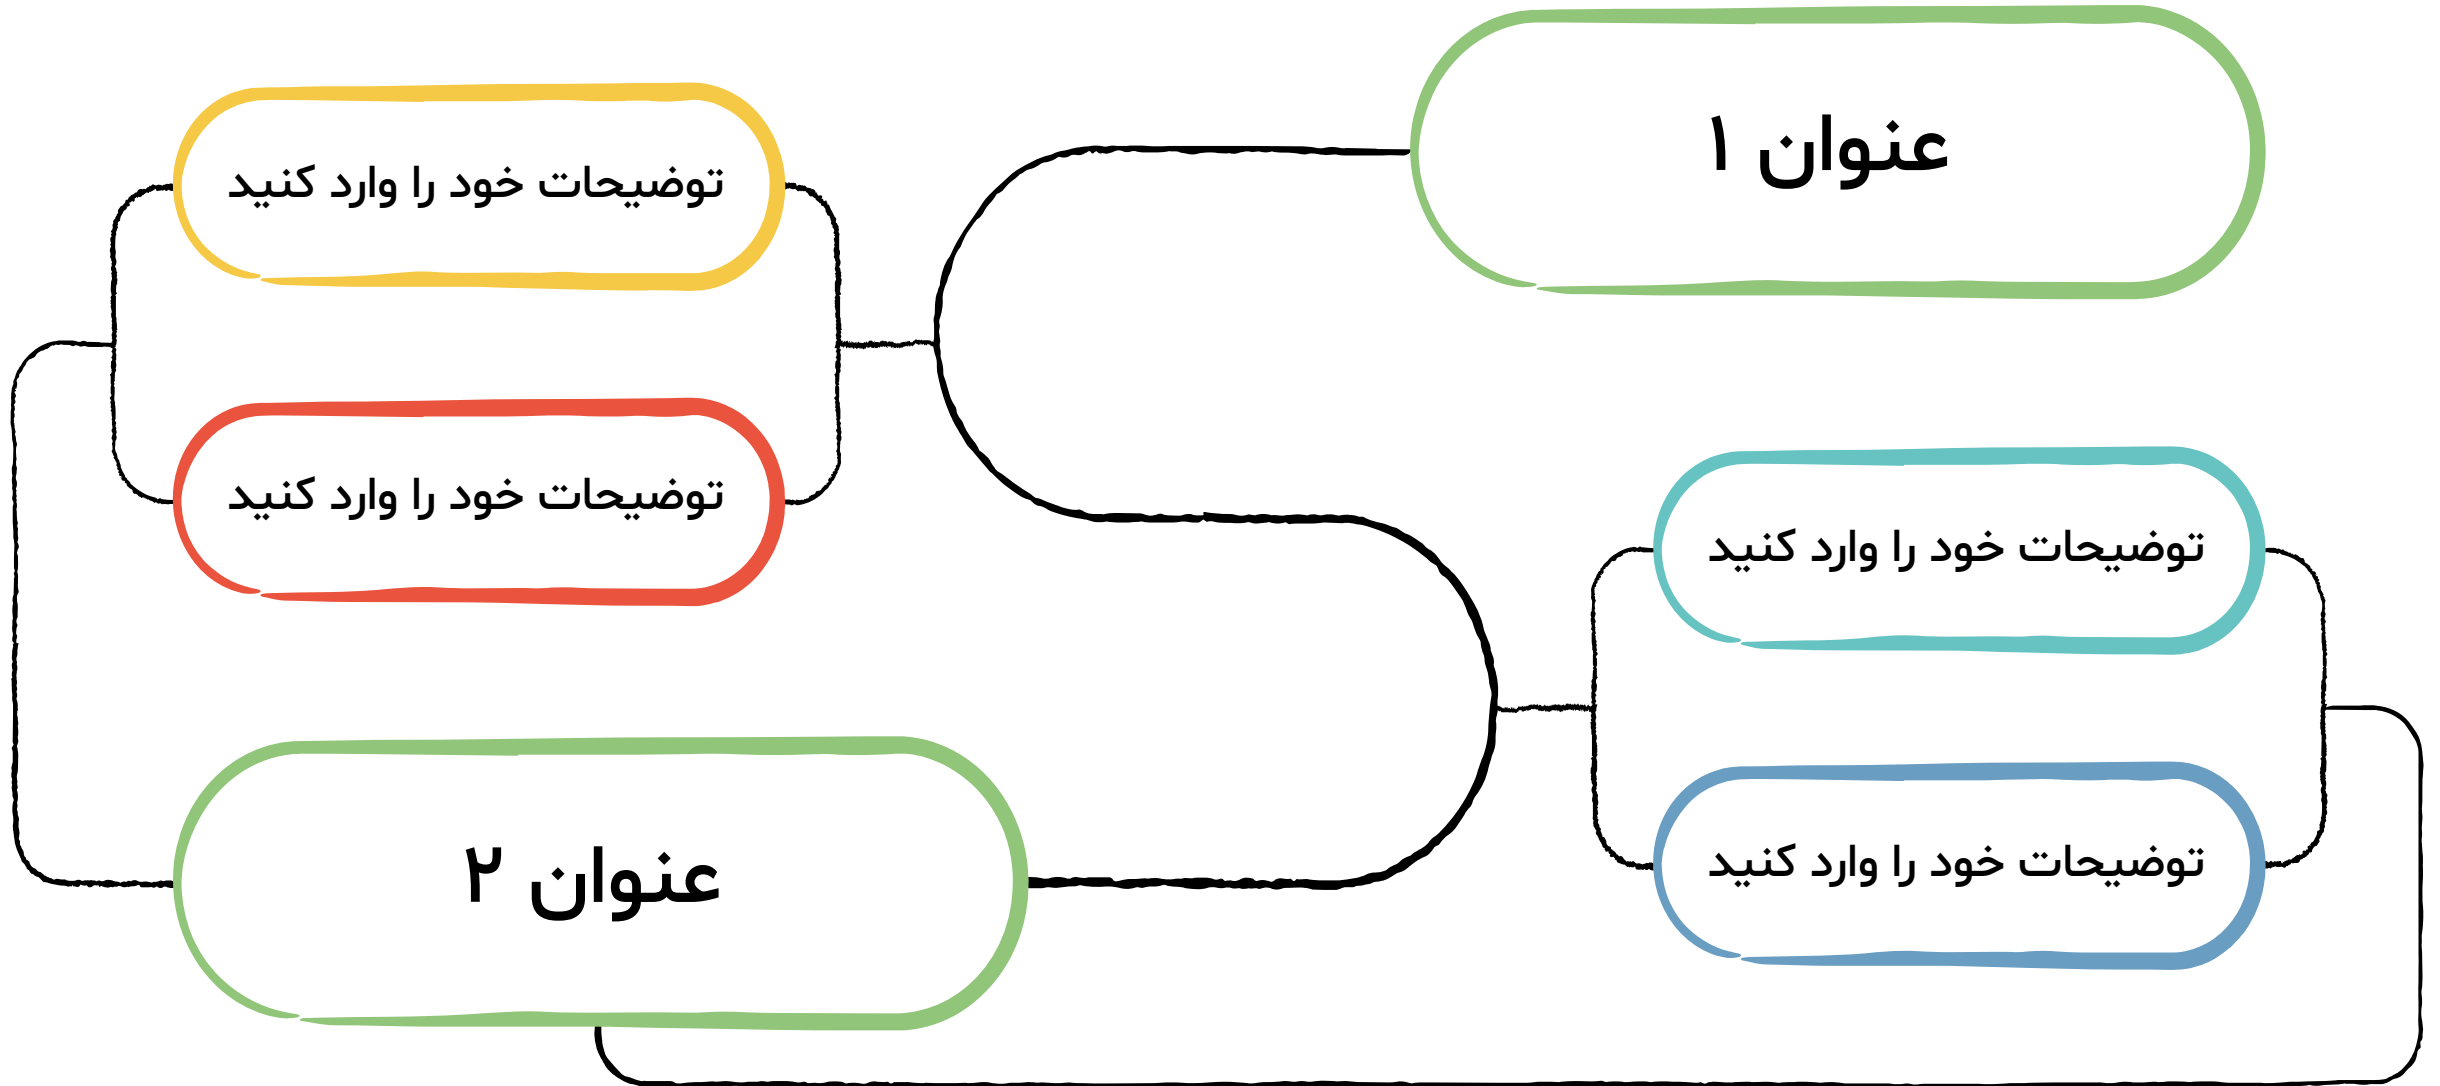 عنوان ۱
توضیحات خود را وارد کنید
توضیحات خود را وارد کنید
توضیحات خود را وارد کنید
توضیحات خود را وارد کنید
عنوان ۲